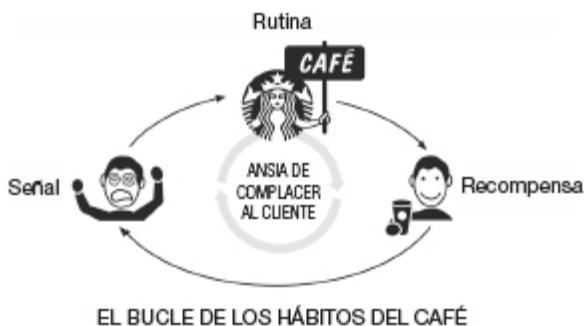 Rutina
CAFÉ
Señal
ANSIA DE
COMPLACER
AL CLIENTE
Recompensa
EL BUCLE DE LOS HÁBITOS DEL CAFÉ